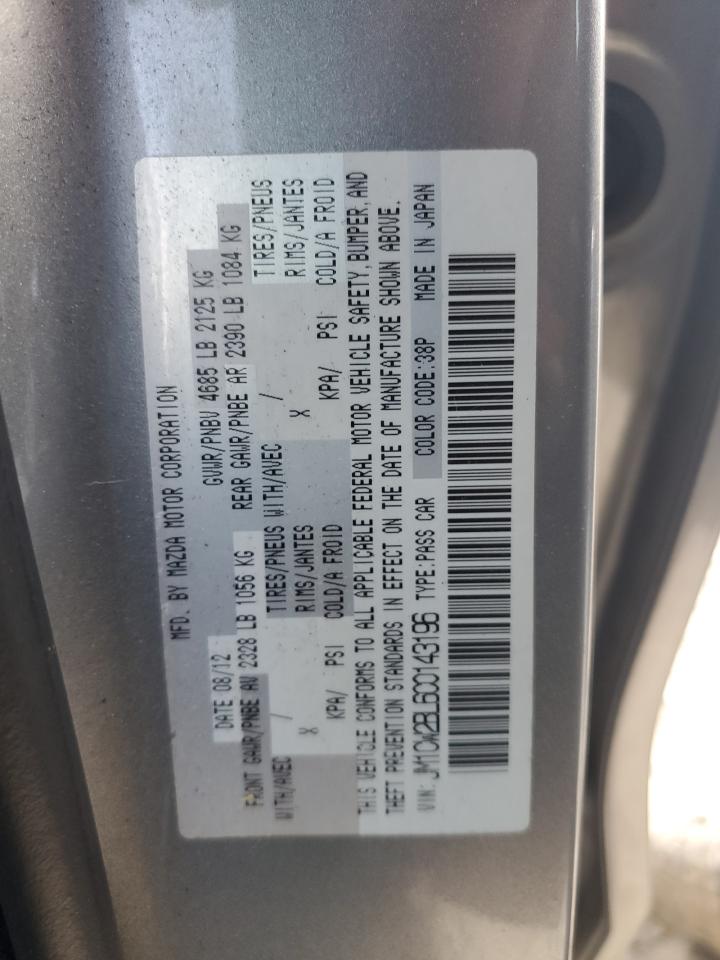 MFD. BY MAZDA MOTOR CORPORATION
DATE 08/12 GVWR/PNBV 4685 LB 2125 KG
FRONT GAWR/PNBE AV 2328 LB 1056 KG REAR GAWR/PNBE AR 2390 LB 1084 KG
WITH/AVEC / TIRES/PNEUS WITH/AVEC / TIRES/PNEUS
X RIMS/JANTES X RIMS/JANTES
KPA/ PSI COLD/A FROID KPA/ PSI COLD/A FROID
THIS VEHICLE CONFORMS TO ALL APPLICABLE FEDERAL MOTOR VEHICLE SAFETY, BUMPER, AND
THEFT PREVENTION STANDARDS IN EFFECT ON THE DATE OF MANUFACTURE SHOWN ABOVE.
VIN: JM1CW2BL6C0143196 TYPE: PASS CAR COLOR CODE: 38P MADE IN JAPAN